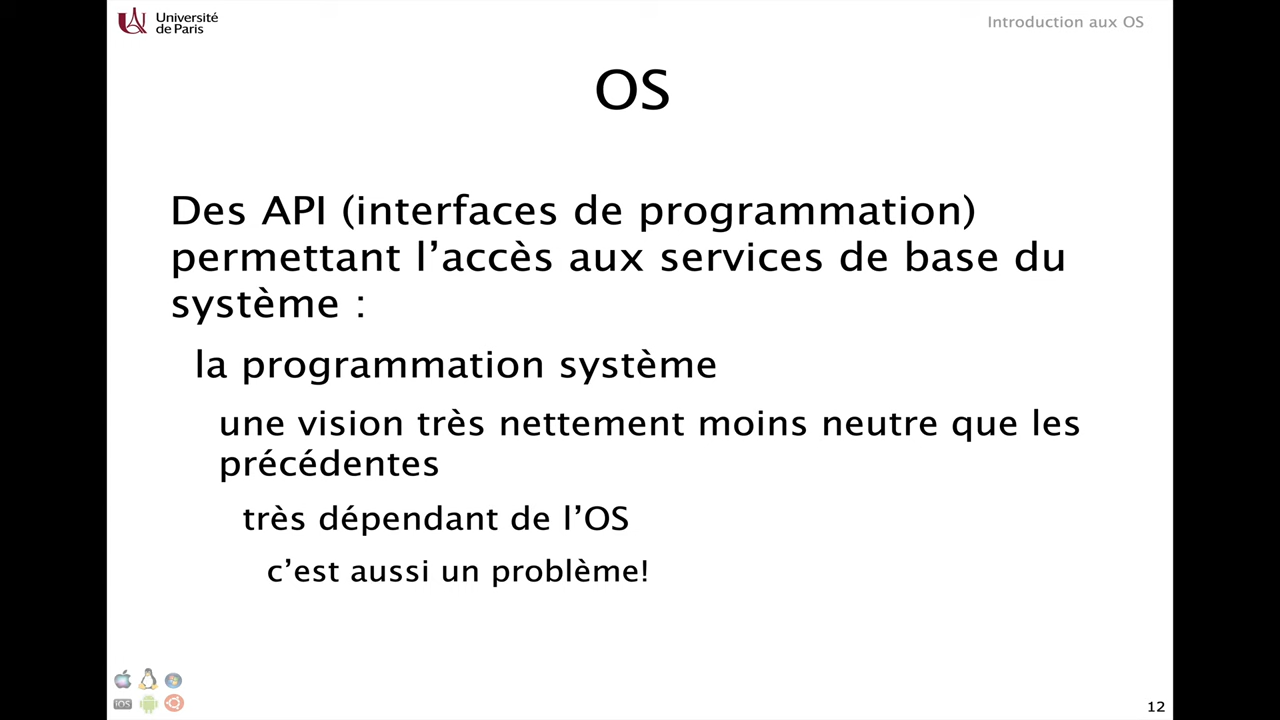 Université
de Paris
Introduction aux OS
OS
Des API (interfaces de programmation)
permettant l’accès aux services de base du
système :
la programmation système
une vision très nettement moins neutre que les
précédentes
très dépendant de l’OS
c’est aussi un problème!
iOS
12